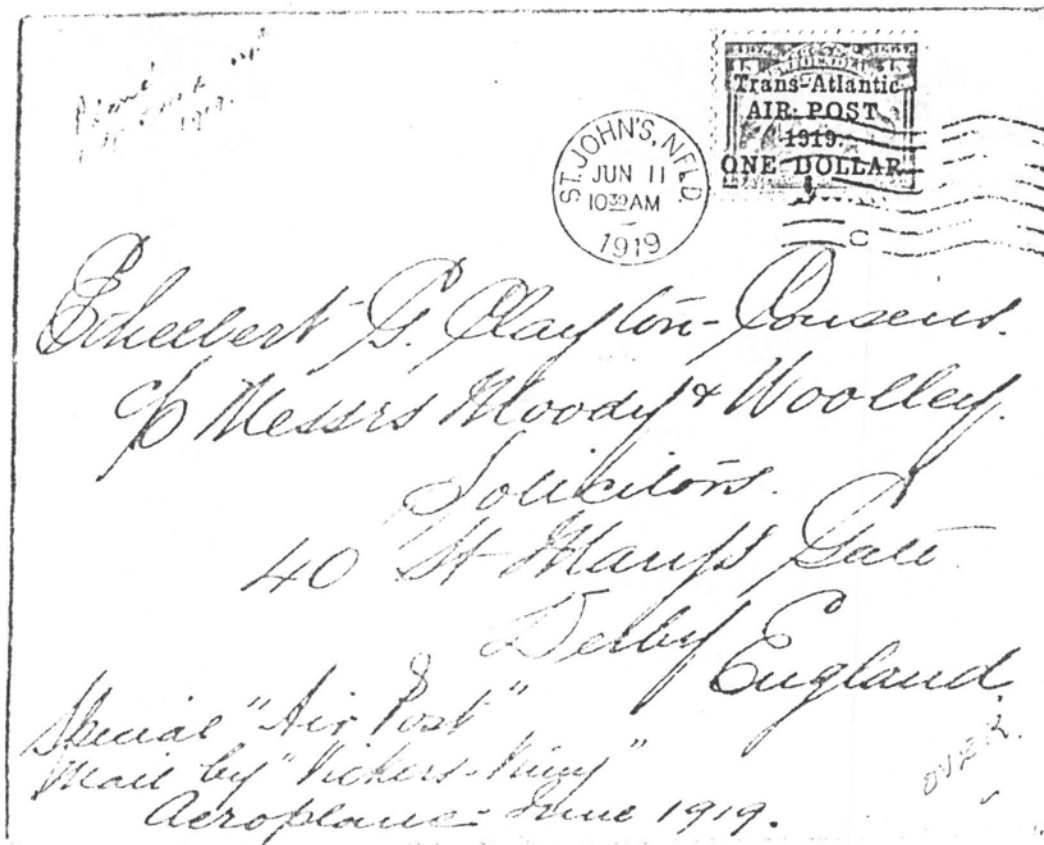 1919.
Trans-Atlantic
AIR POST
1919.
ONE DOLLAR
ST. JOHN'S, NFLD.
JUN 11
10 30 AM
1919
C
Ethelbert G. Clayton-Cousens.
c/o Messrs Moody & Woolley.
Solicitors.
40 St Mary's Gate
Derby
England.
Special "Air Post"
Mail by "Vickers-Vimy"
Aeroplane - June 1919.
OVER.